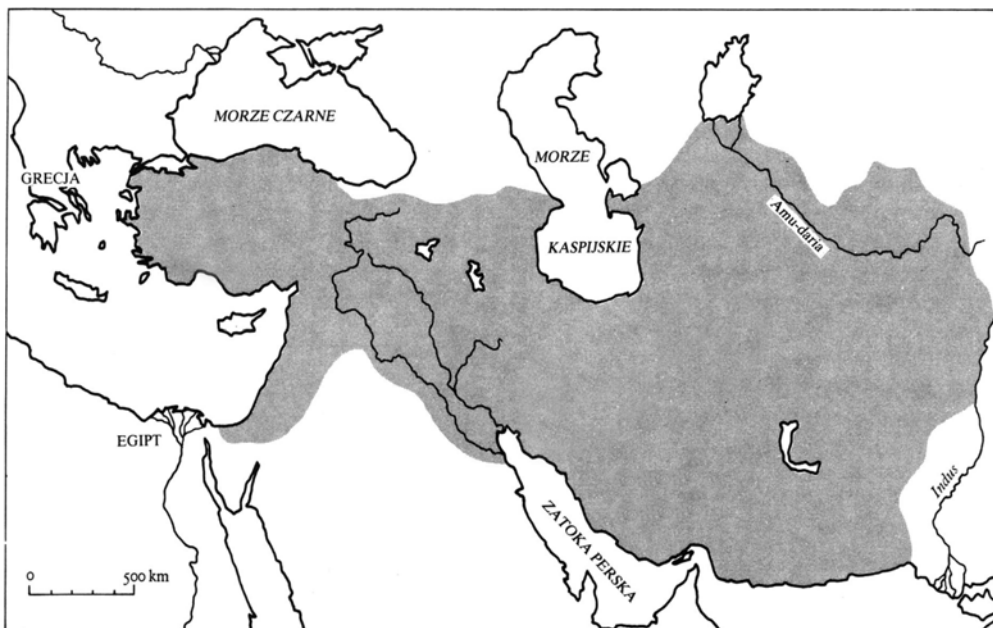 MORZE CZARNE
GRECJA
MORZE
KASPIJSKIE
Amu-daria
EGIPT
Indus
ZATOKA PERSKA
0 500 km